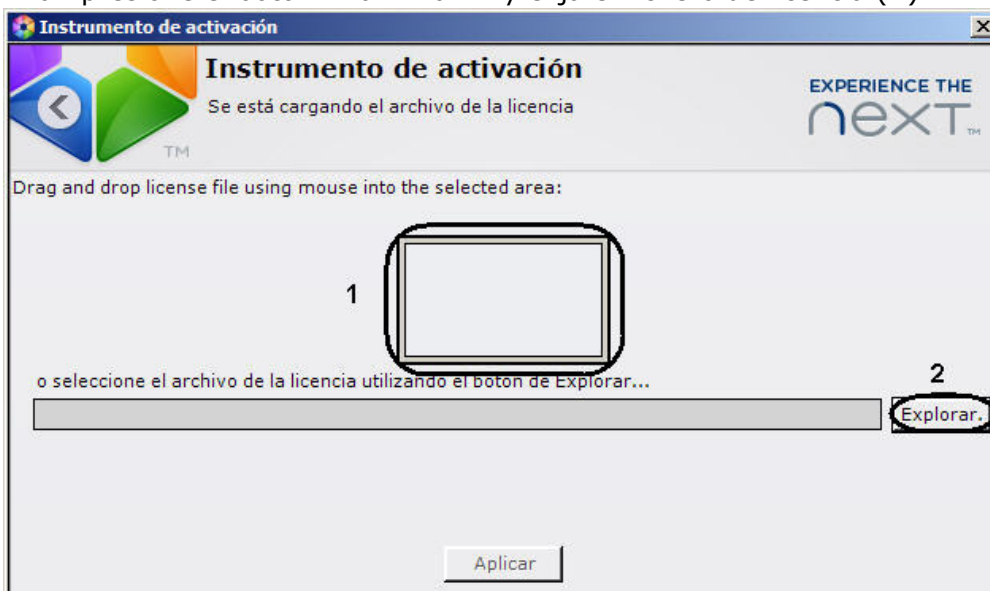 Instrumento de activación
Instrumento de activación
Se está cargando el archivo de la licencia
EXPERIENCE THE
next™
TM
Drag and drop license file using mouse into the selected area:
1
o seleccione el archivo de la licencia utilizando el botón de Explorar...
2
Explorar.
Aplicar